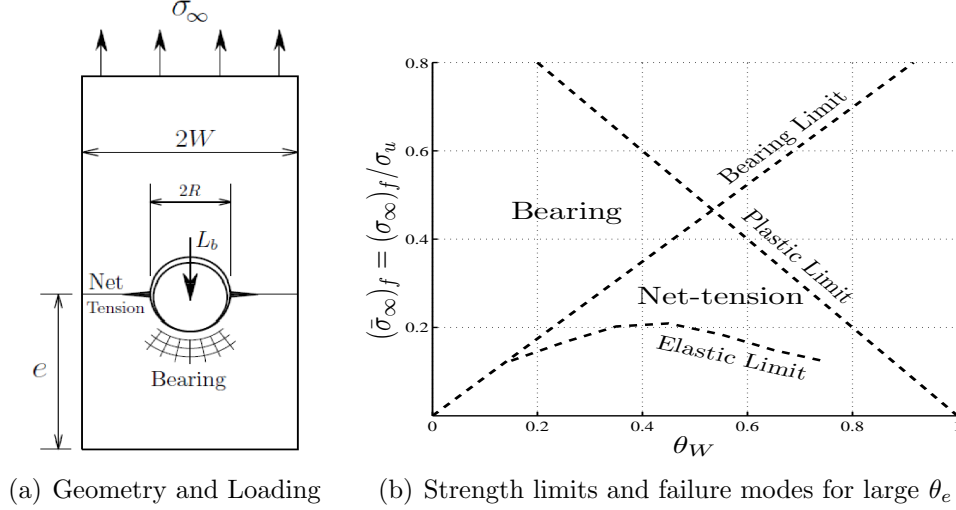 σ∞
2W
2R
L_b
Net
Tension
e
Bearing
(a) Geometry and Loading
(σ̄∞)_f = (σ∞)_f/σ_u
0.8
0.6
0.4
0.2
0
0.2
0.4
0.6
0.8
1
θ_W
Bearing
Bearing Limit
Plastic Limit
Net-tension
Elastic Limit
(b) Strength limits and failure modes for large θ_e